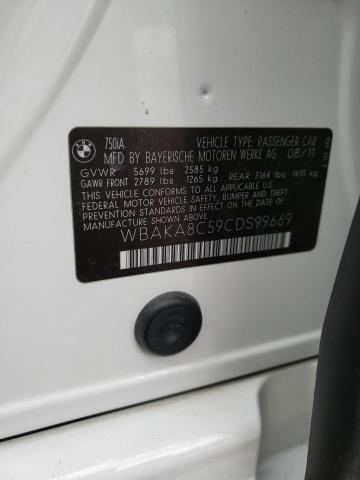 750iA
VEHICLE TYPE: PASSENGER CAR
MFD BY BAYERISCHE MOTOREN WERKE AG 08/11
GVWR 5699 lbs 2585 kg
GAWR FRONT 2789 lbs 1265 kg REAR 3164 lbs 1435 kg
THIS VEHICLE CONFORMS TO ALL APPLICABLE
FEDERAL MOTOR VEHICLE SAFETY, BUMPER,
AND THEFT PREVENTION STANDARDS IN EFFECT
ON THE DATE OF MANUFACTURE SHOWN ABOVE
WBAKA8C59CDS99669